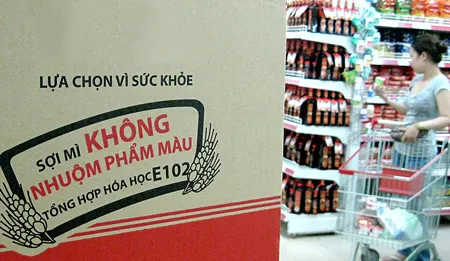 LỰA CHỌN VÌ SỨC KHỎE
SỢI MÌ KHÔNG
NHUỘM PHẨM MÀU
TỔNG HỢP HÓA HỌC E102